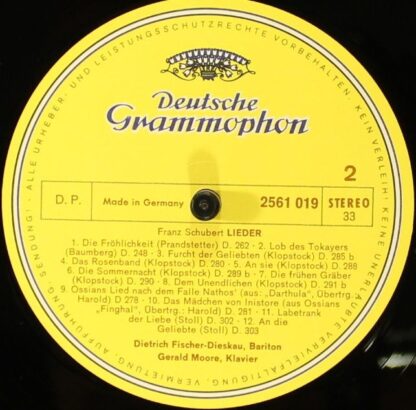 ALLE URHEBER- UND LEISTUNGSSCHUTZRECHTE VORBEHALTEN. KEIN VERLEIH! KEINE UNERLAUBTE VERVIELFÄLTIGUNG, VERMIETUNG, AUFFÜHRUNG, SENDUNG!
Deutsche
Grammophon
2
D. P.
Made in Germany
2561 019
STEREO
33
Franz Schubert LIEDER
1. Die Fröhlichkeit (Prandstetter) D. 262 · 2. Lob des Tokayers
(Baumberg) D. 248 · 3. Furcht der Geliebten (Klopstock) D. 285 b
4. Das Rosenband (Klopstock) D. 280 · 5. An sie (Klopstock) D. 288
6. Die Sommernacht (Klopstock) D. 289 b · 7. Die frühen Gräber
(Klopstock) D. 290 · 8. Dem Unendlichen (Klopstock) D. 291 b
9. Ossians Lied nach dem Falle Nathos' (aus: „Darthula", Übertrg.:
Harold) D 278 · 10. Das Mädchen von Inistore (aus Ossians
"Finghal", Übertrg: Harold) D 281 · 11. Labetrank
der Liebe (Stoll) D. 302 · 12. An die
Geliebte (Stoll) D. 303
Dietrich Fischer-Dieskau, Bariton
Gerald Moore, Klavier